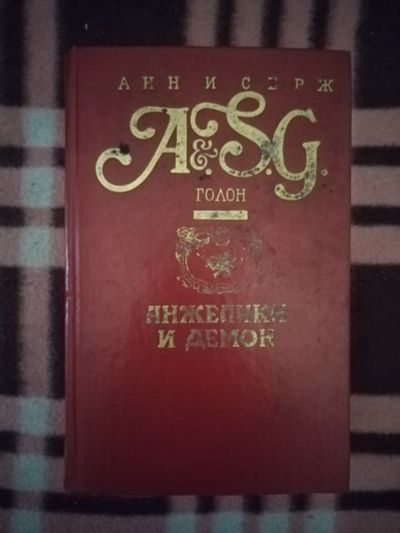 АНН И СЕРЖ
A.&S.G.
ГОЛОН
АНЖЕЛИКА
И ДЕМОН